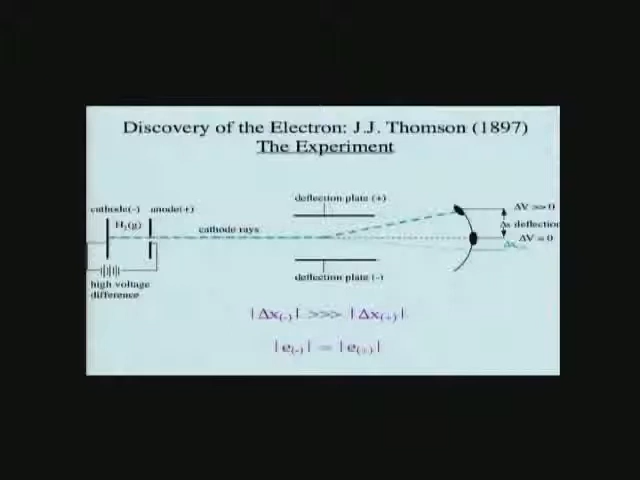 Discovery of the Electron: J.J. Thomson (1897)
The Experiment
deflection plate (+)
cathode(-) anode(+)
H₂(g)
cathode rays
ΔV >> 0
Δx deflection
ΔV = 0
deflection plate (-)
high voltage
difference
|Δx(-)| >>> |Δx(+)|
|e(-)| = |e(+)|